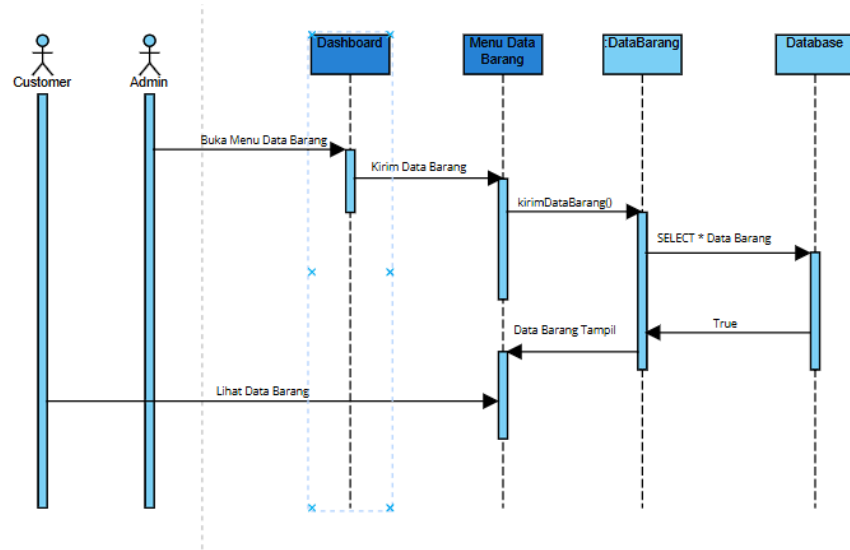 Customer
Admin
Dashboard
Menu Data
Barang
:DataBarang
Database
Buka Menu Data Barang
Kirim Data Barang
kirimDataBarang()
SELECT * Data Barang
True
Data Barang Tampil
Lihat Data Barang